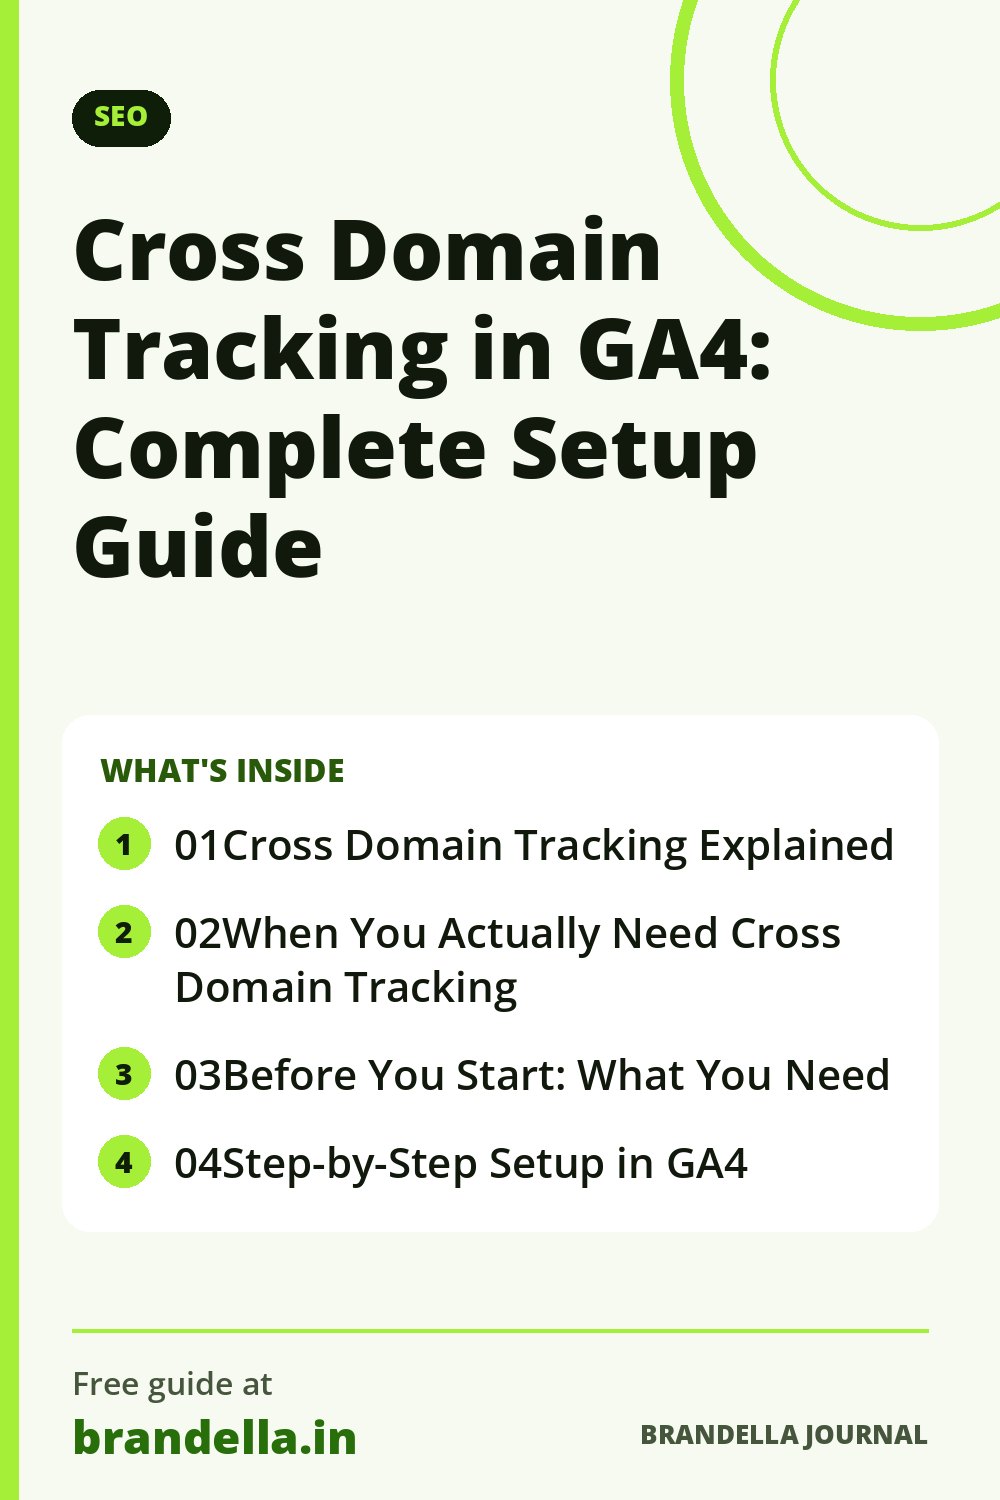 SEO
Cross Domain
Tracking in GA4:
Complete Setup
Guide
WHAT'S INSIDE
1 01Cross Domain Tracking Explained
2 02When You Actually Need Cross
Domain Tracking
3 03Before You Start: What You Need
4 04Step-by-Step Setup in GA4
Free guide at
brandella.in
BRANDELLA JOURNAL